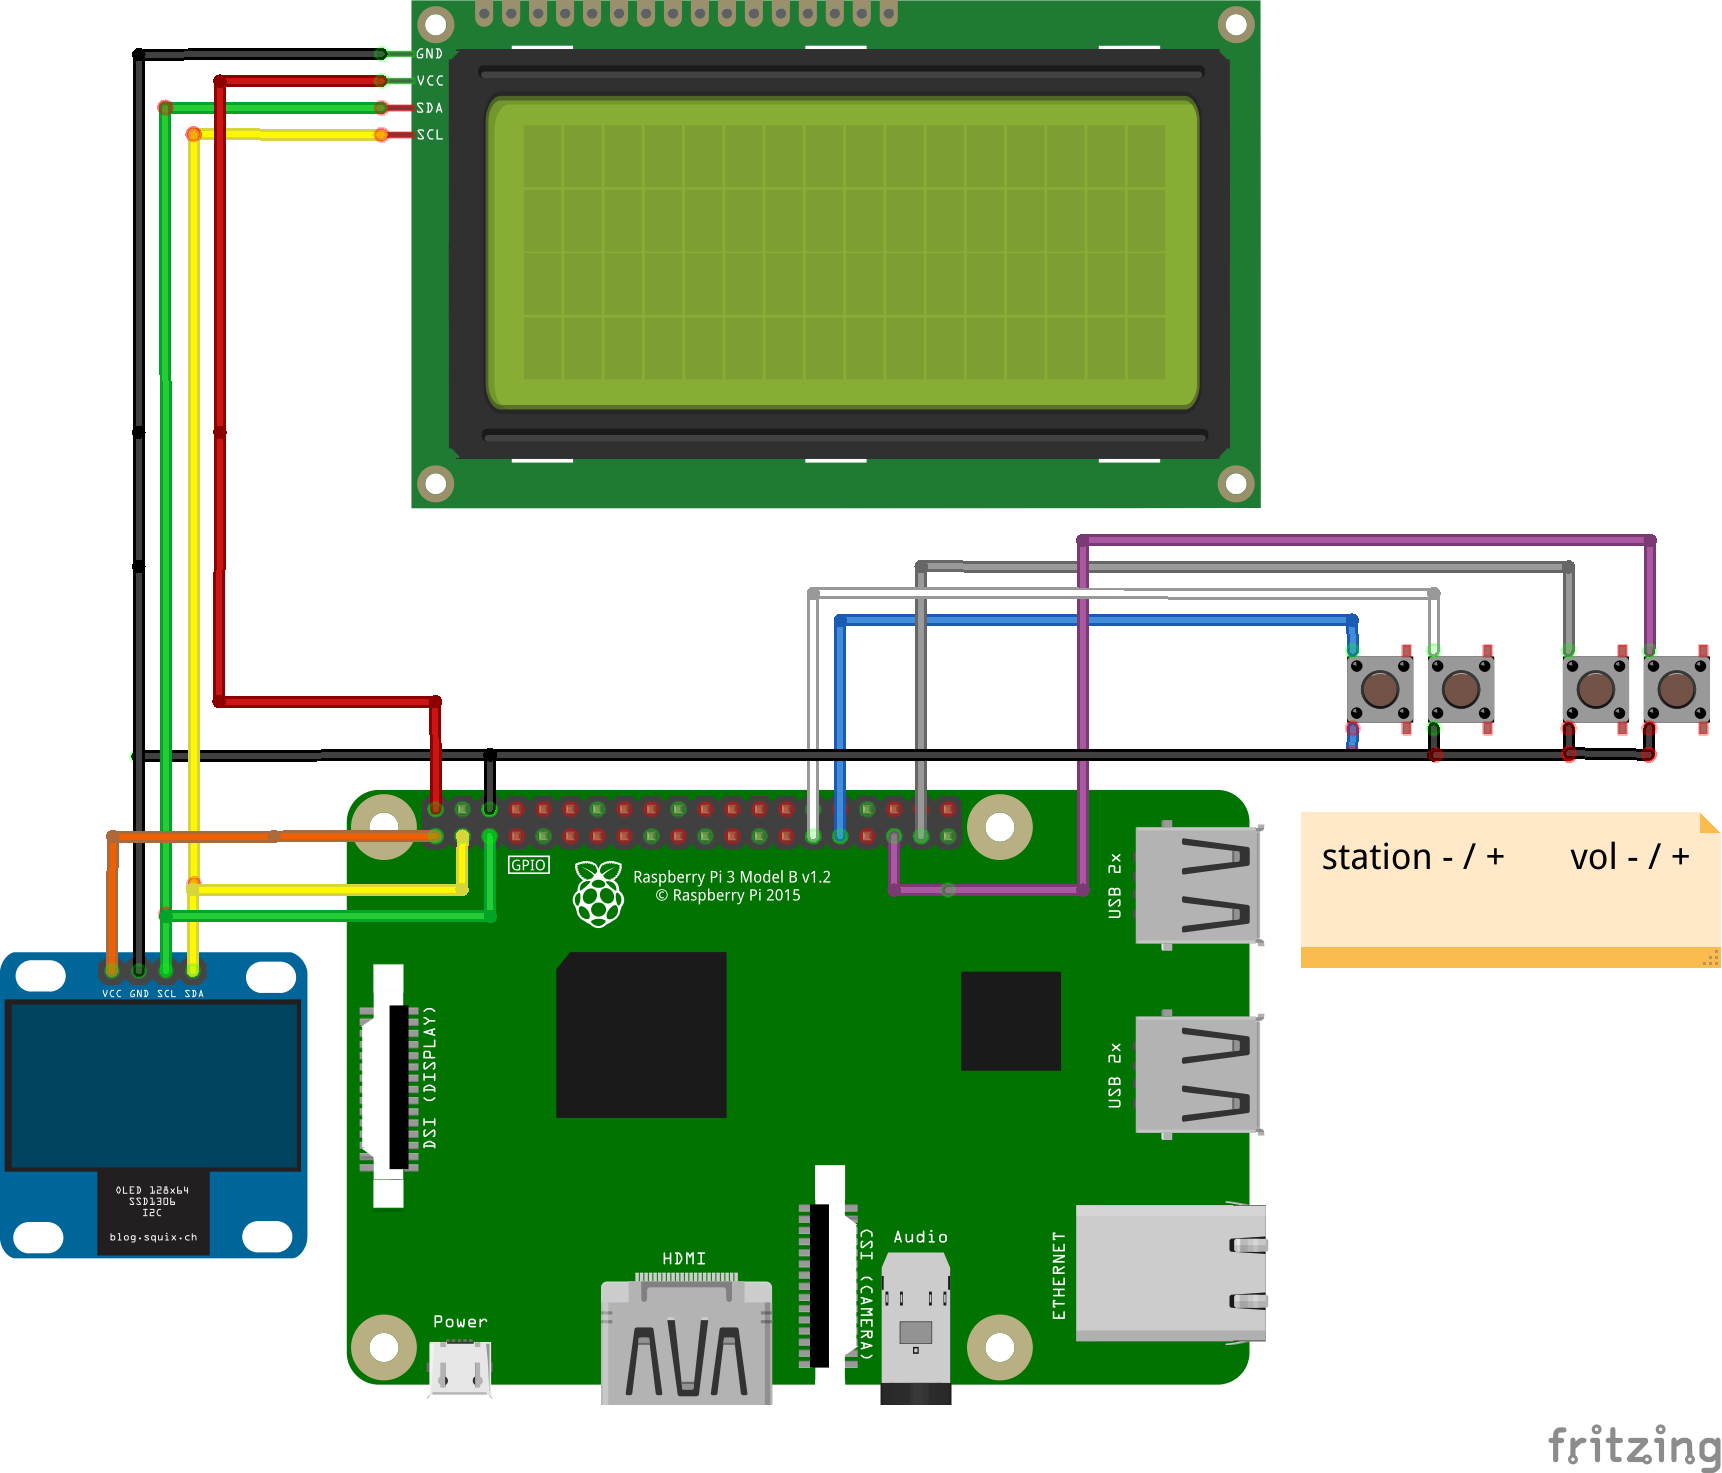 GND
VCC
SDA
SCL
station - / +
vol - / +
GPIO
Raspberry Pi 3 Model B v1.2
© Raspberry Pi 2015
USB 2x
USB 2x
VCC GND SCL SDA
DSI (DISPLAY)
OLED 128x64
SSD1306
I2C
blog.squix.ch
HDMI
CSI (CAMERA)
Audio
ETHERNET
Power
fritzing